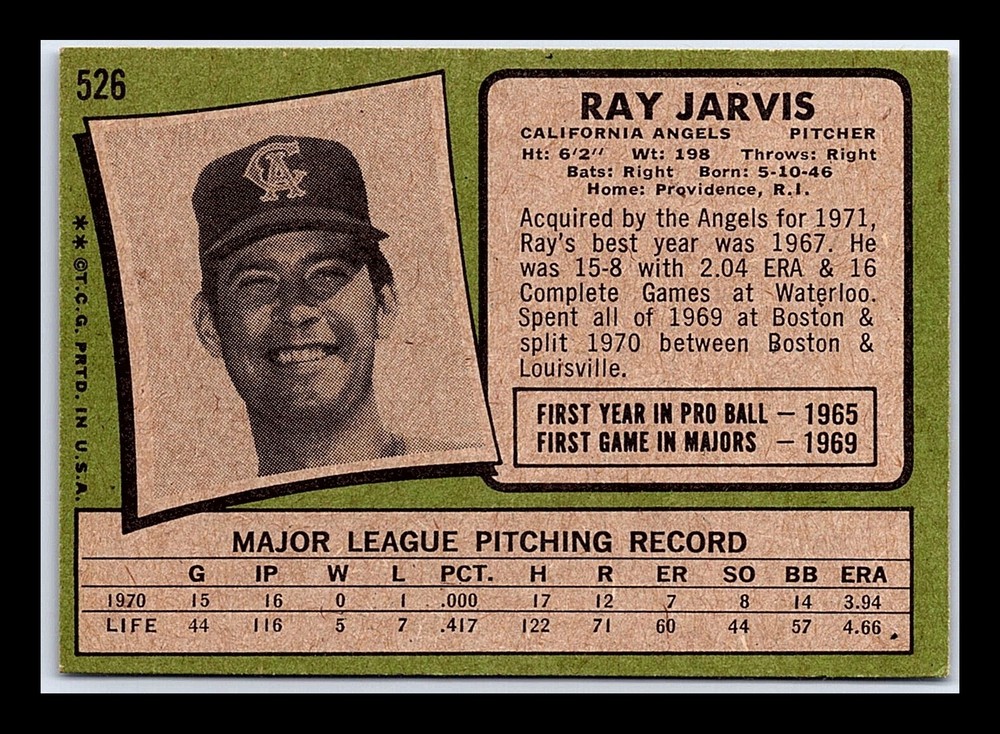 526
RAY JARVIS
CALIFORNIA ANGELS PITCHER
Ht: 6'2" Wt: 198 Throws: Right
Bats: Right Born: 5-10-46
Home: Providence, R.I.
Acquired by the Angels for 1971,
Ray's best year was 1967. He
was 15-8 with 2.04 ERA & 16
Complete Games at Waterloo.
Spent all of 1969 at Boston &
split 1970 between Boston &
Louisville.
FIRST YEAR IN PRO BALL — 1965
FIRST GAME IN MAJORS — 1969
CA
** ©T.C.G. PRTD. IN U.S.A.
MAJOR LEAGUE PITCHING RECORD
G IP W L PCT. H R ER SO BB ERA
1970 15 16 0 1 .000 17 12 7 8 14 3.94
LIFE 44 116 5 7 .417 122 71 60 44 57 4.66